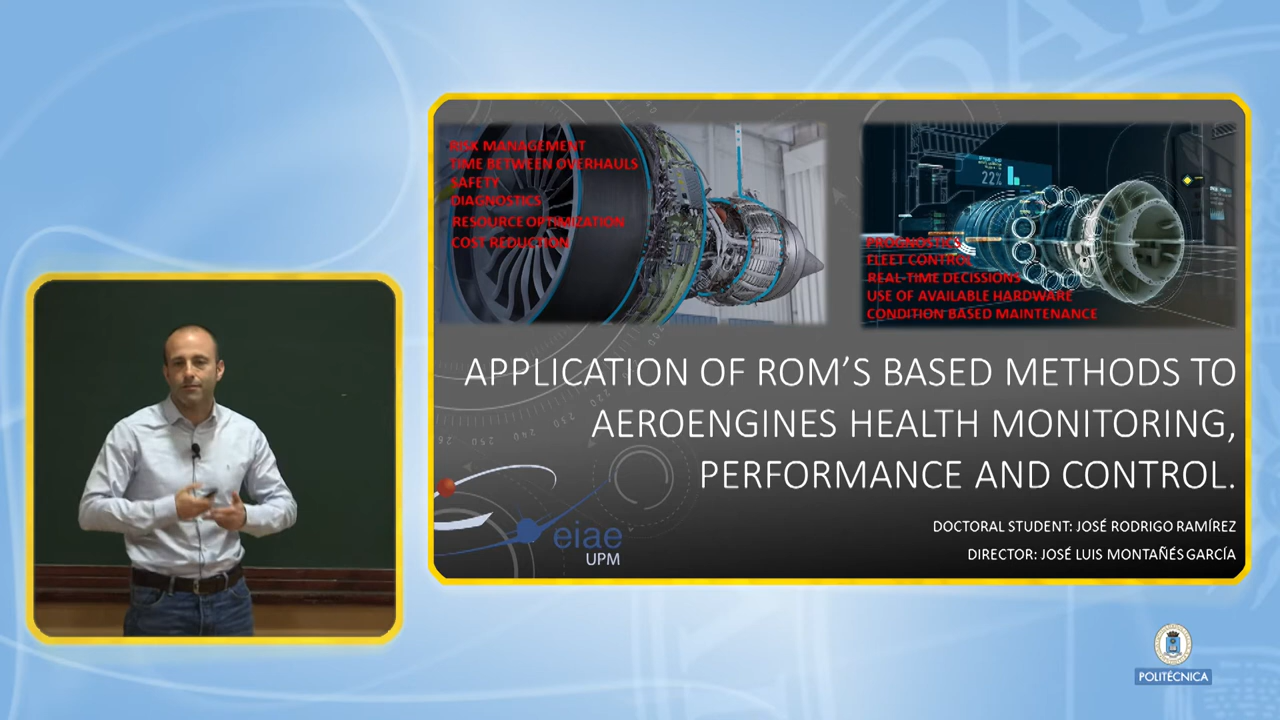 RISK MANAGEMENT
TIME BETWEEN OVERHAULS
SAFETY
DIAGNOSTICS
RESOURCE OPTIMIZATION
COST REDUCTION
22%
PROGNOSTICS
FLEET CONTROL
REAL-TIME DECISSIONS
USE OF AVAILABLE HARDWARE
CONDITION BASED MAINTENANCE
APPLICATION OF ROM'S BASED METHODS TO
AEROENGINES HEALTH MONITORING,
PERFORMANCE AND CONTROL.
DOCTORAL STUDENT: JOSÉ RODRIGO RAMÍREZ
DIRECTOR: JOSÉ LUIS MONTAÑÉS GARCÍA
eiae
UPM
POLITÉCNICA